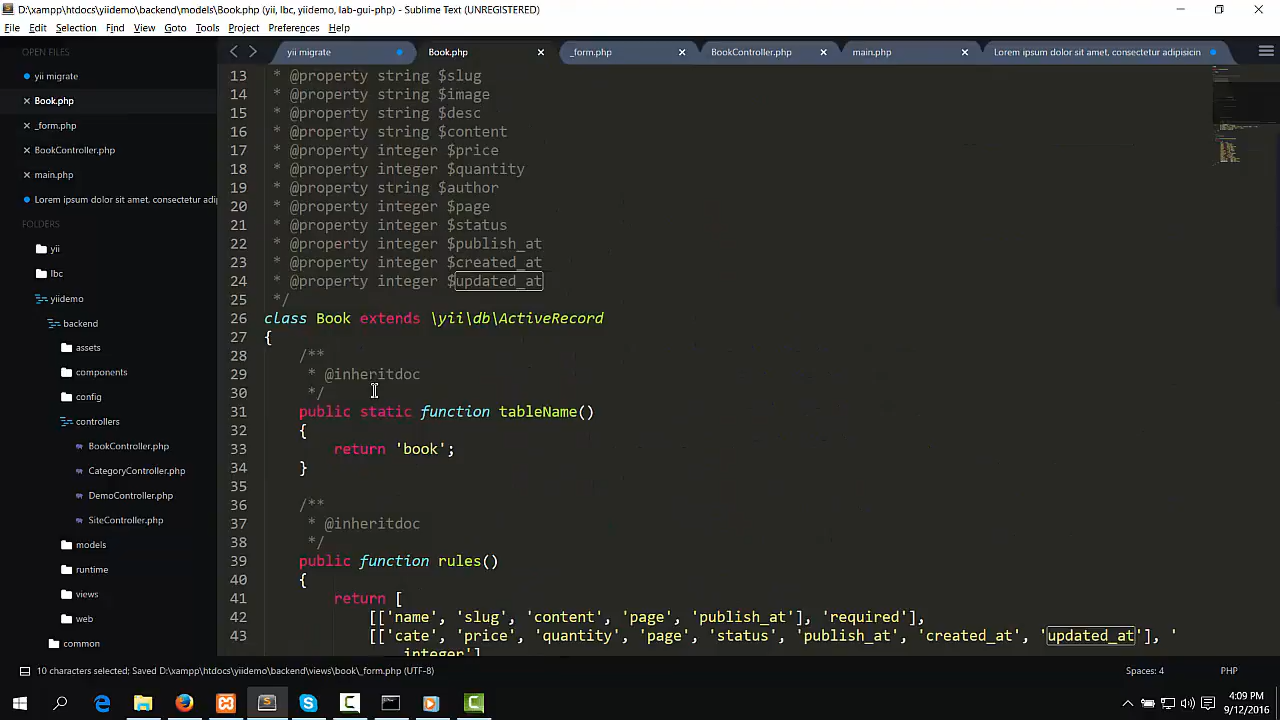 D:\xampp\htdocs\yiidemo\backend\models\Book.php (yii, lbc, yiidemo, lab-gui-php) - Sublime Text (UNREGISTERED)
File Edit Selection Find View Goto Tools Project Preferences Help
OPEN FILES
yii migrate
Book.php
_form.php
BookController.php
main.php
Lorem ipsum dolor sit amet, consectetur adipiscin
FOLDERS
yii
lbc
yiidemo
backend
assets
components
config
controllers
BookController.php
CategoryController.php
DemoController.php
SiteController.php
models
runtime
views
web
common
yii migrate Book.php _form.php BookController.php main.php Lorem ipsum dolor sit amet, consectetur adipisicin
13 * @property string $slug
14 * @property string $image
15 * @property string $desc
16 * @property string $content
17 * @property integer $price
18 * @property integer $quantity
19 * @property string $author
20 * @property integer $page
21 * @property integer $status
22 * @property integer $publish_at
23 * @property integer $created_at
24 * @property integer $updated_at
25 */
26 class Book extends \yii\db\ActiveRecord
27 {
28 /**
29 * @inheritdoc
30 */
31 public static function tableName()
32 {
33 return 'book';
34 }
35
36 /**
37 * @inheritdoc
38 */
39 public function rules()
40 {
41 return [
42 [['name', 'slug', 'content', 'page', 'publish_at'], 'required'],
43 [['cate', 'price', 'quantity', 'page', 'status', 'publish_at', 'created_at', 'updated_at'], '
integer'],
10 characters selected; Saved D:\xampp\htdocs\yiidemo\backend\views\book\_form.php (UTF-8)
Spaces: 4
PHP
4:09 PM
9/12/2016